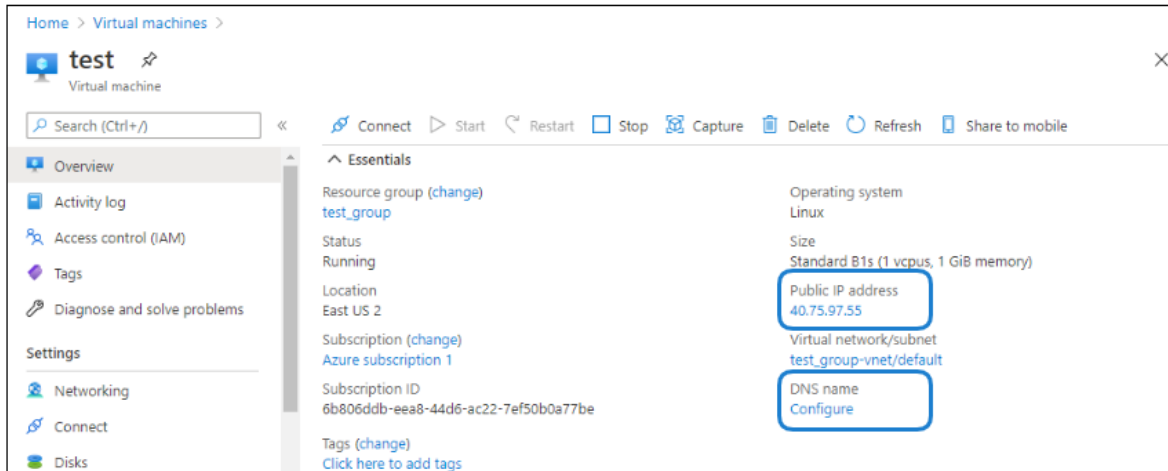 Home > Virtual machines >
test
Virtual machine
Search (Ctrl+/)
«
Overview
Activity log
Access control (IAM)
Tags
Diagnose and solve problems
Settings
Networking
Connect
Disks
Connect Start Restart Stop Capture Delete Refresh Share to mobile
Essentials
Resource group (change)
test_group
Status
Running
Location
East US 2
Subscription (change)
Azure subscription 1
Subscription ID
6b806ddb-eea8-44d6-ac22-7ef50b0a77be
Tags (change)
Click here to add tags
Operating system
Linux
Size
Standard B1s (1 vcpus, 1 GiB memory)
Public IP address
40.75.97.55
Virtual network/subnet
test_group-vnet/default
DNS name
Configure